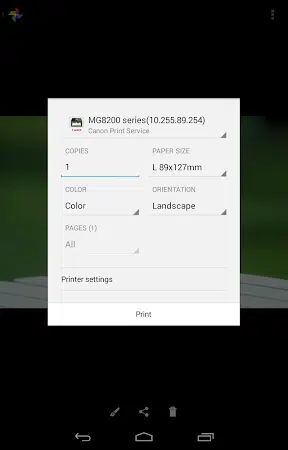 MG8200 series(10.255.89.254)
Canon Print Service
COPIES
PAPER SIZE
1
L 89x127mm
COLOR
ORIENTATION
Color
Landscape
PAGES (1)
All
Printer settings
Print